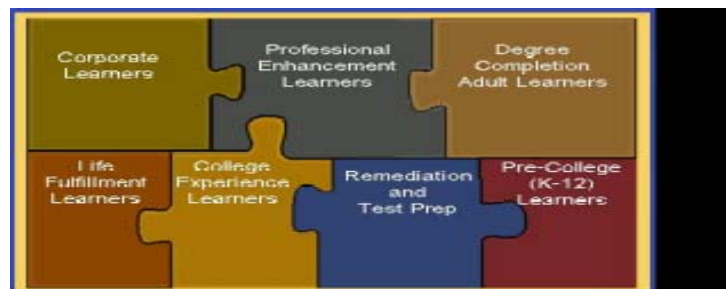 Corporate
Learners
Professional
Enhancement
Learners
Degree
Completion
Adult Learners
Life
Fulfillment
Learners
College
Experience
Learners
Remediation
and
Test Prep
Pre-College
(K-12)
Learners